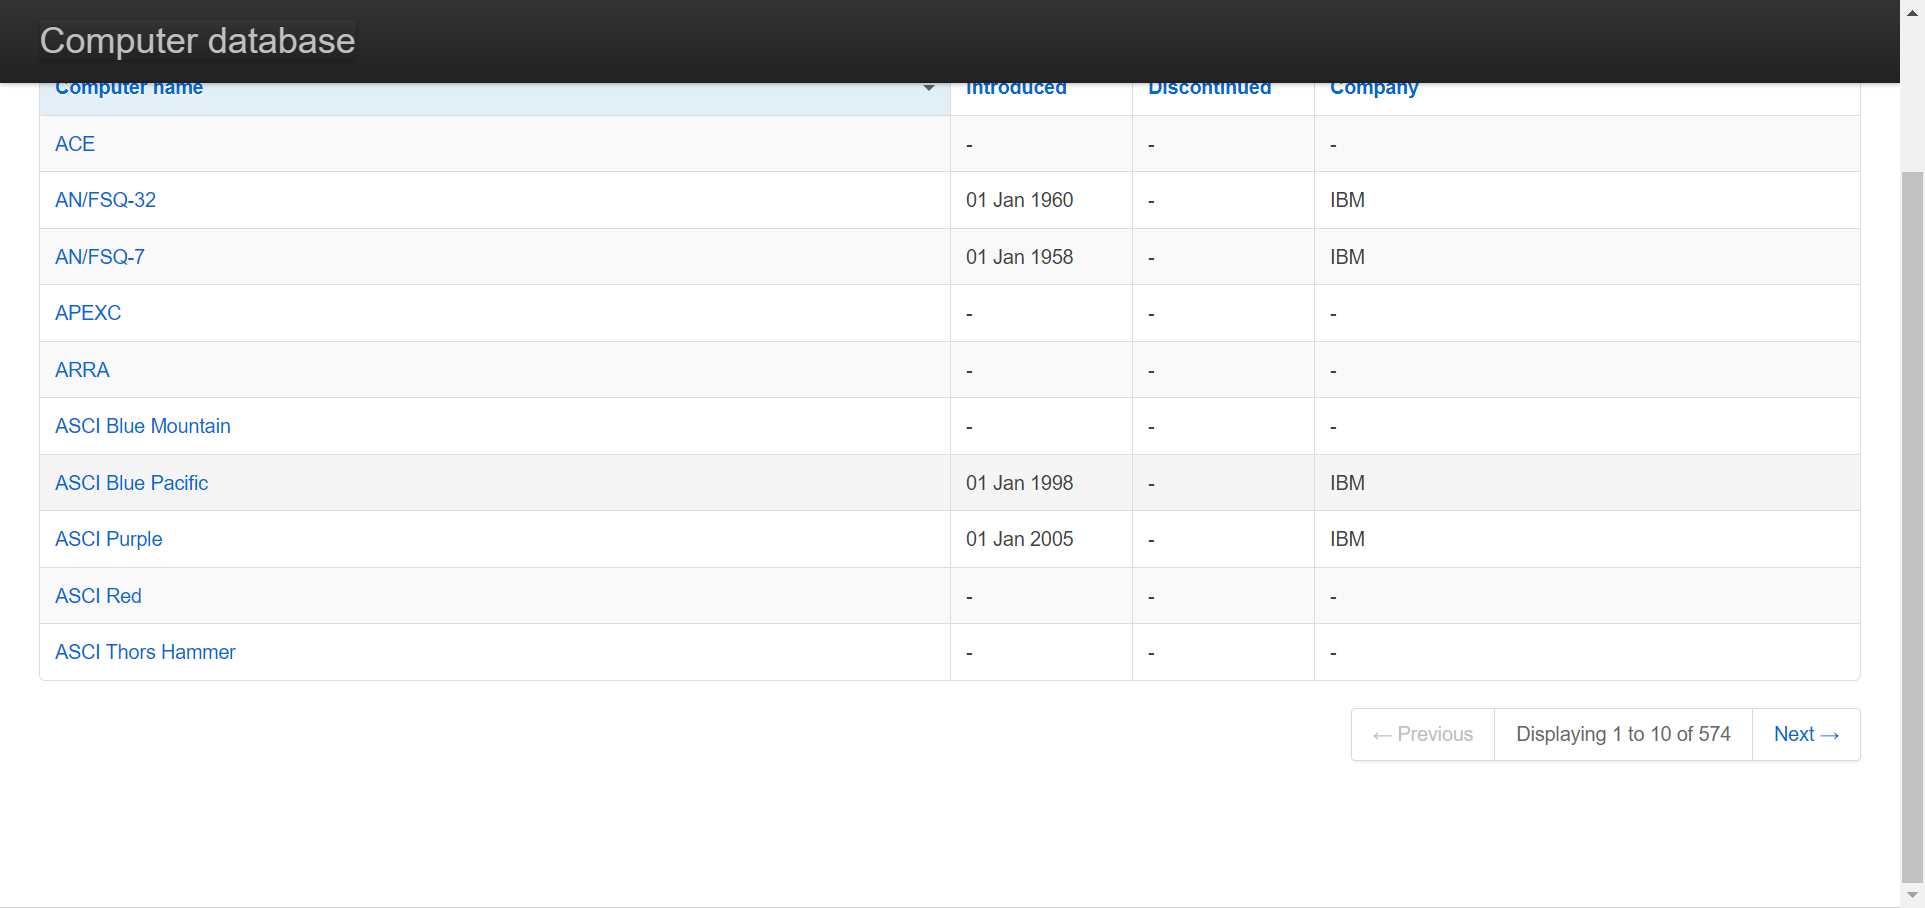 Computer database
Computer name Introduced Discontinued Company
ACE - - -
AN/FSQ-32 01 Jan 1960 - IBM
AN/FSQ-7 01 Jan 1958 - IBM
APEXC - - -
ARRA - - -
ASCI Blue Mountain - - -
ASCI Blue Pacific 01 Jan 1998 - IBM
ASCI Purple 01 Jan 2005 - IBM
ASCI Red - - -
ASCI Thors Hammer - - -
← Previous Displaying 1 to 10 of 574 Next →